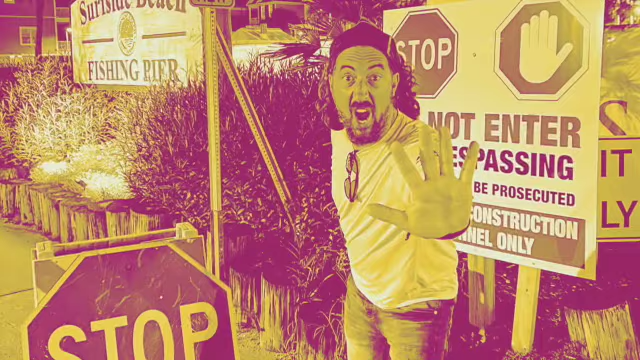 Surfside Beach
FISHING PIER
STOP
NOT ENTER
ESPASSING
BE PROSECUTED
CONSTRUCTION
NEL ONLY
IT
LY
STOP